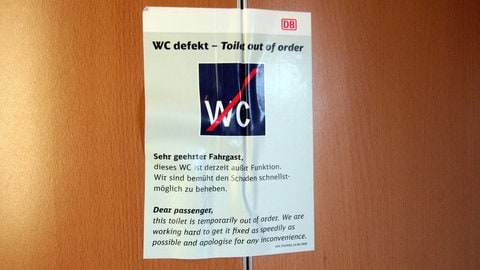 DB
WC defekt – Toile out of order
WC
Sehr geehrter Fahrgast,
dieses WC ist derzeit außer Funktion.
Wir sind bemüht den Schaden schnellst-
möglich zu beheben.
Dear passenger,
this toilet is temporarily out of order. We are
working hard to get it fixed as speedily as
possible and apologise for any inconvenience.